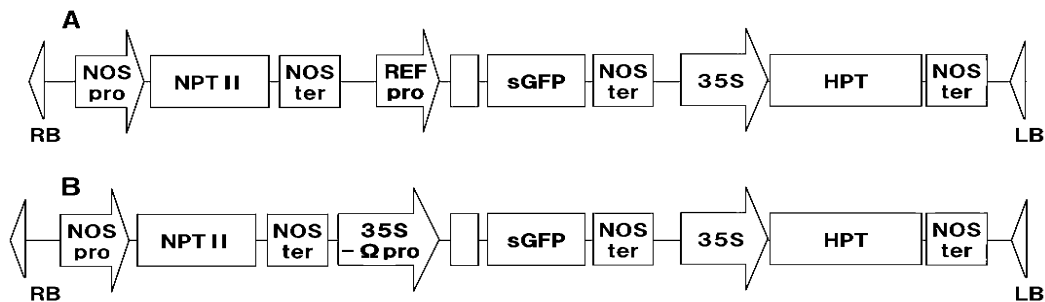 A
NOS pro
NPT II
NOS ter
REF pro
sGFP
NOS ter
35S
HPT
NOS ter
RB
LB
B
NOS pro
NPT II
NOS ter
35S – Ω pro
sGFP
NOS ter
35S
HPT
NOS ter
RB
LB